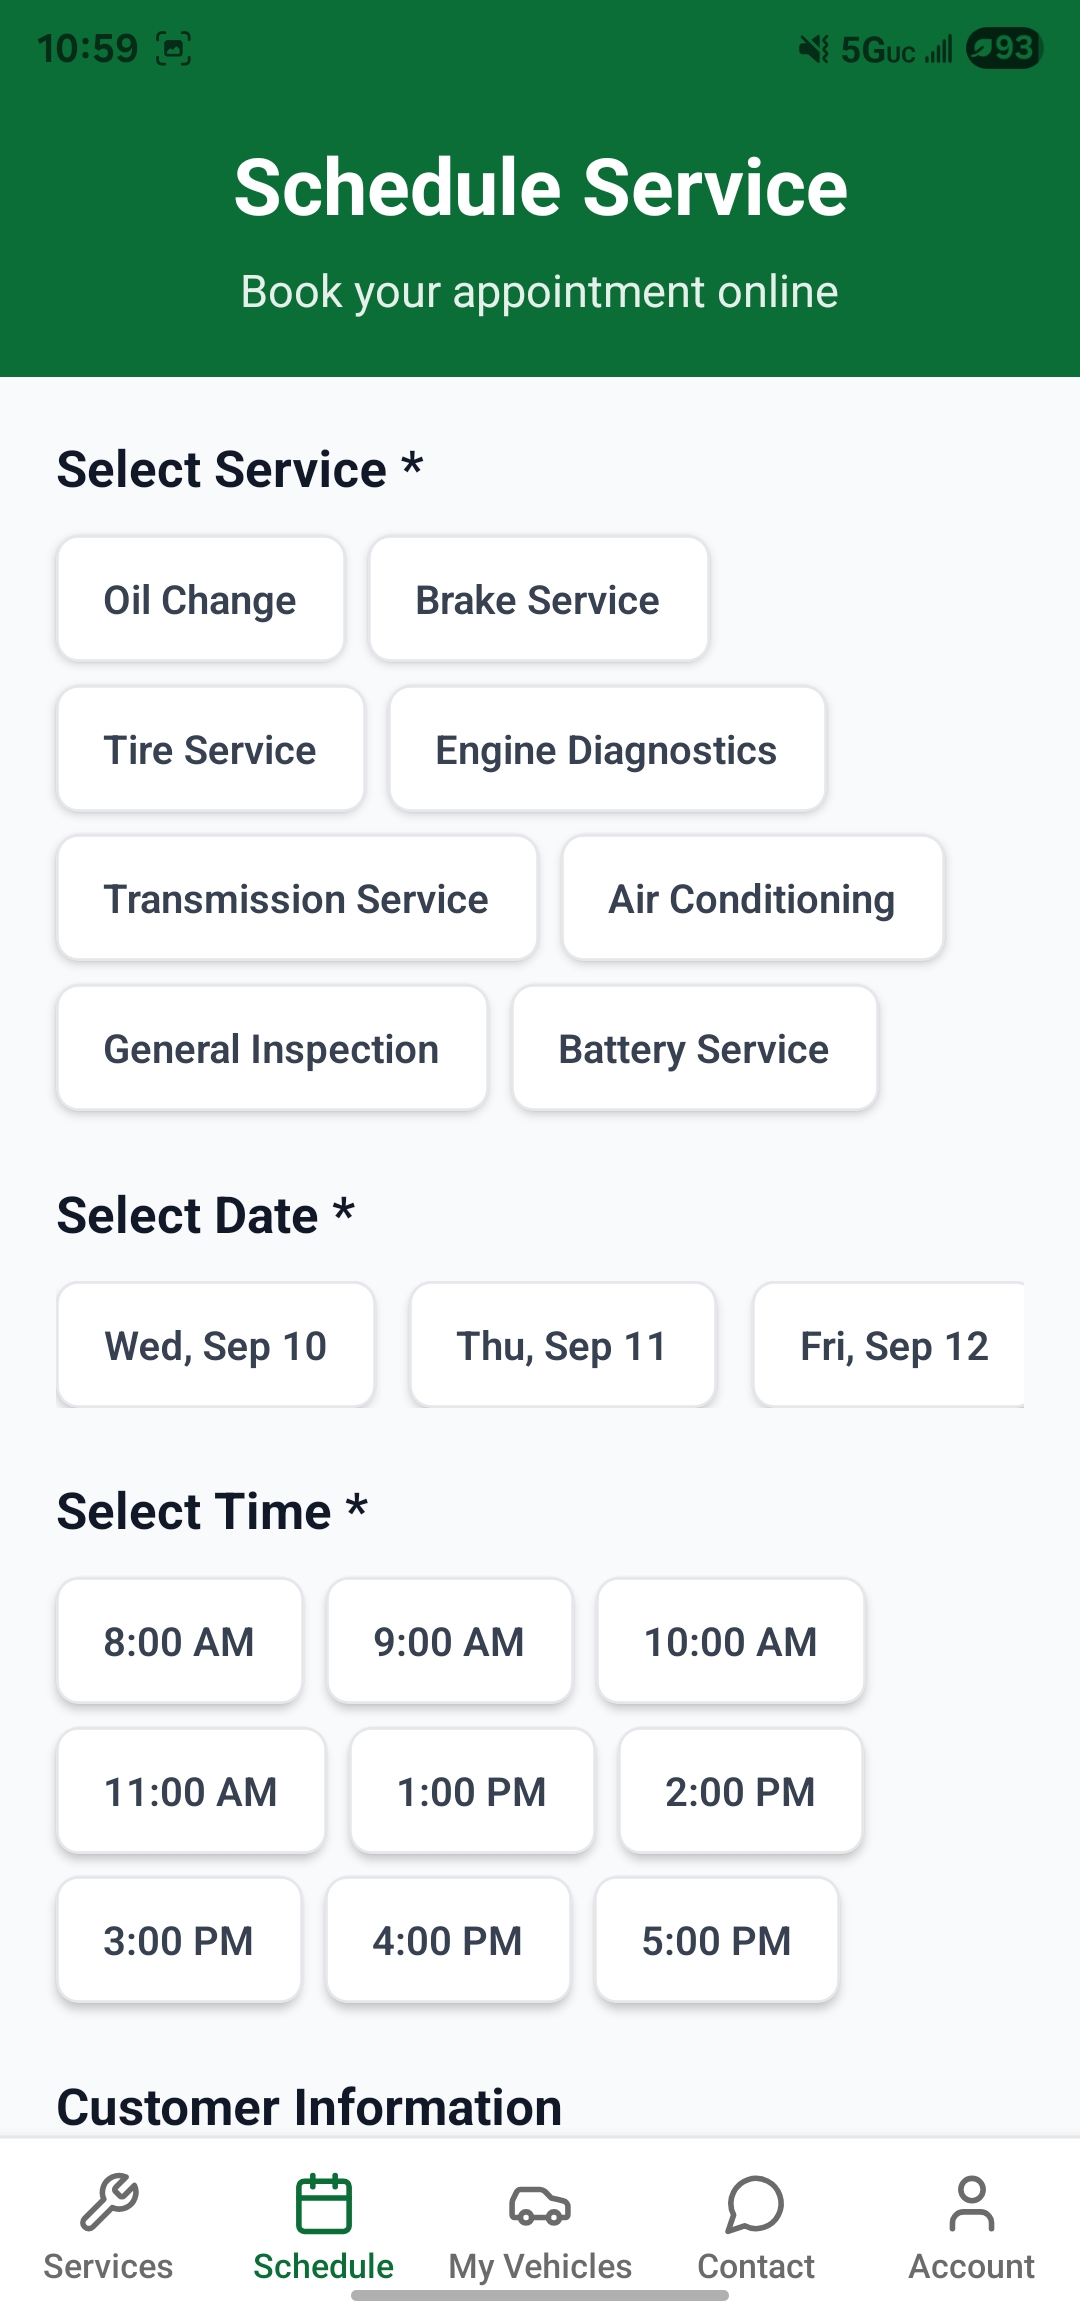 10:59 5GUC 93
Schedule Service
Book your appointment online
Select Service *
Oil Change Brake Service
Tire Service Engine Diagnostics
Transmission Service Air Conditioning
General Inspection Battery Service
Select Date *
Wed, Sep 10 Thu, Sep 11 Fri, Sep 12
Select Time *
8:00 AM 9:00 AM 10:00 AM
11:00 AM 1:00 PM 2:00 PM
3:00 PM 4:00 PM 5:00 PM
Customer Information
Services Schedule My Vehicles Contact Account